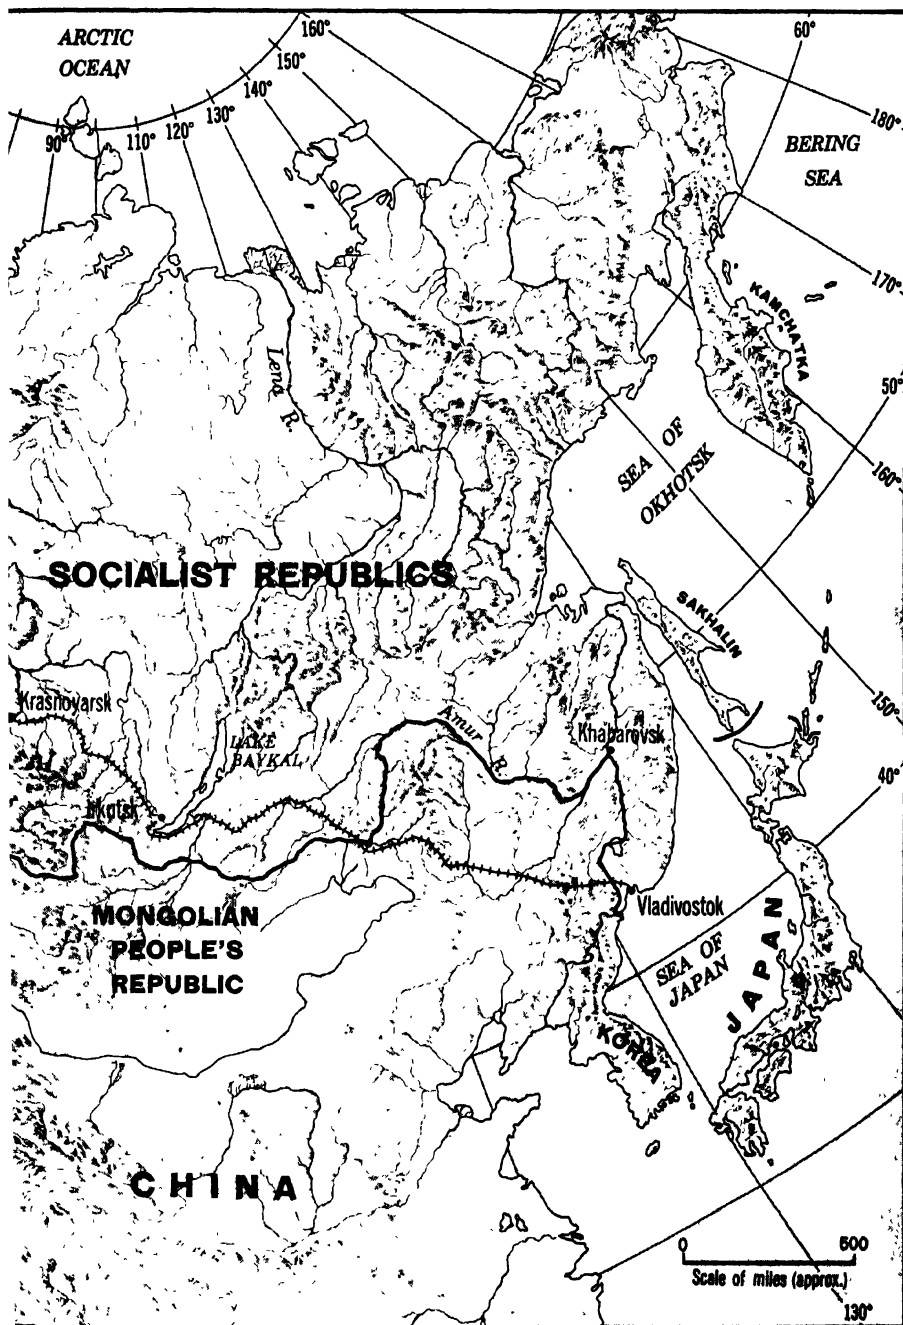 ARCTIC
OCEAN
160°
150°
140°
130°
120°
110°
90°
60°
180°
BERING
SEA
170°
KAMCHATKA
50°
160°
Lena R.
SEA OF
OKHOTSK
SOCIALIST REPUBLICS
SAKHALIN
150°
Krasnoyarsk
LAKE
BAYKAL
Amur R.
Khabarovsk
40°
Irkutsk
MONGOLIAN
PEOPLE'S
REPUBLIC
Vladivostok
SEA OF
JAPAN
JAPAN
KOREA
CHINA
0 500
Scale of miles (approx.)
130°